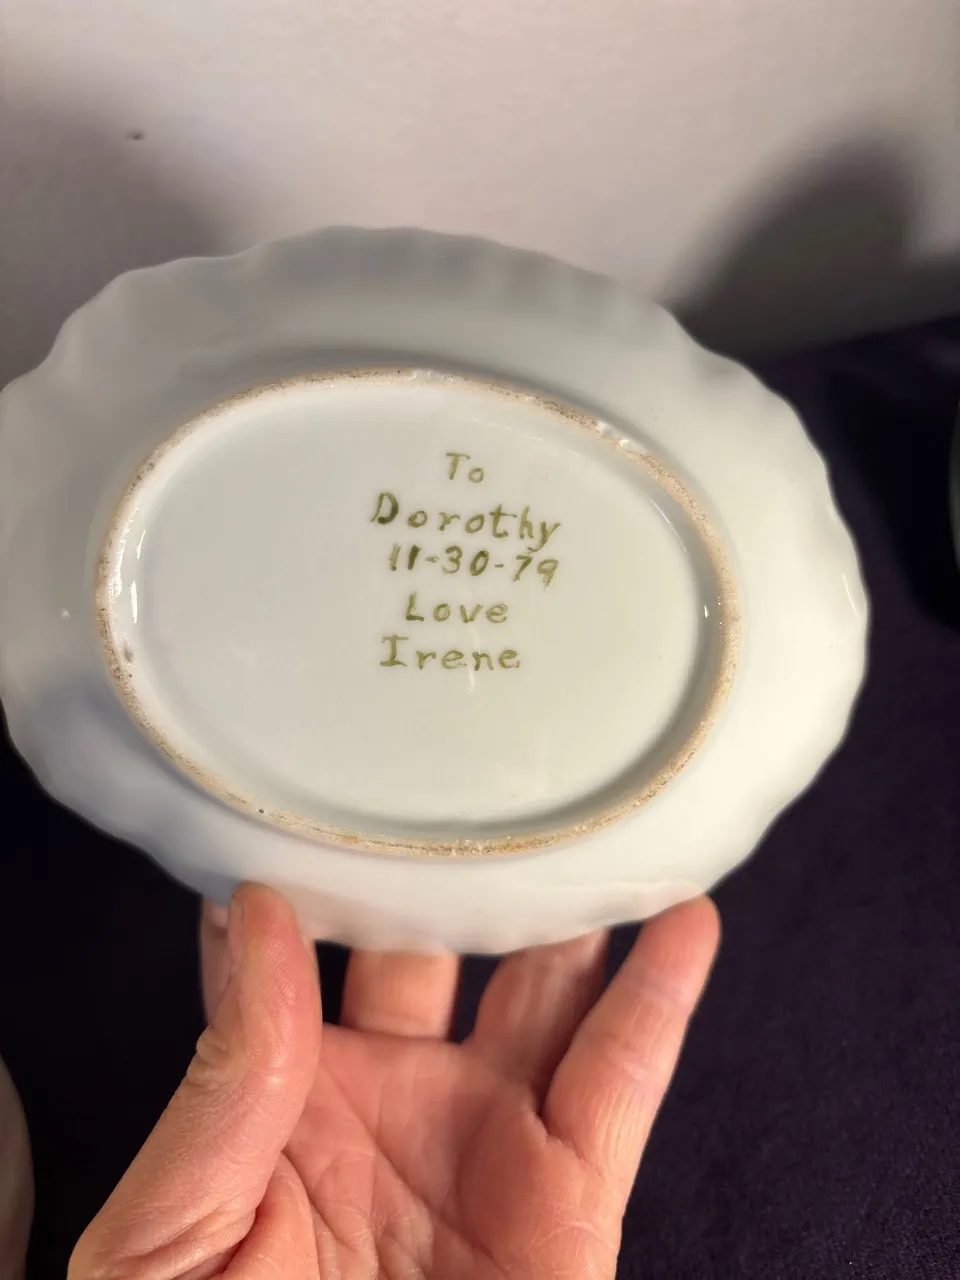 To
Dorothy
11-30-79
Love
Irene